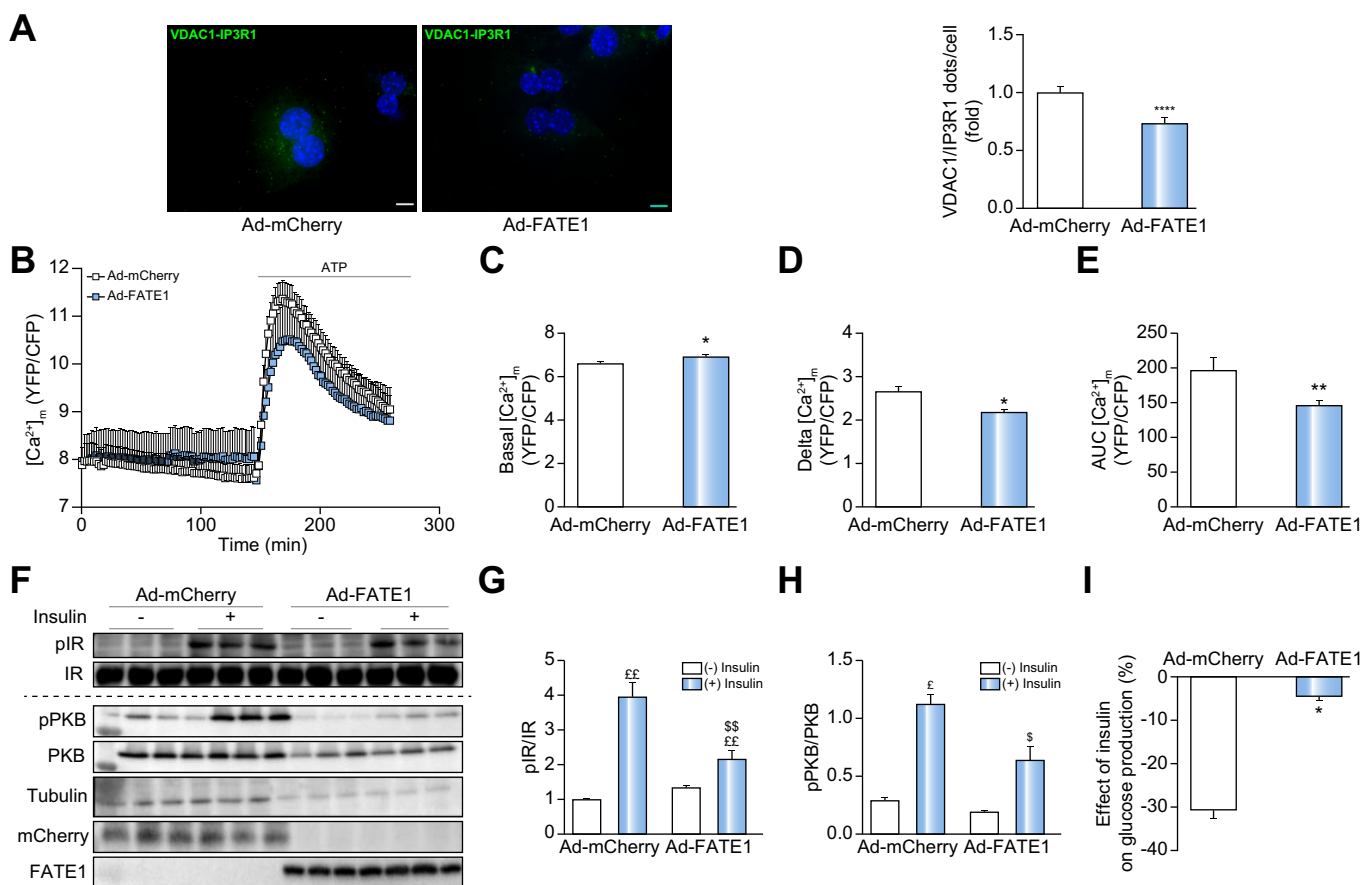 A
VDAC1-IP3R1
VDAC1-IP3R1
Ad-mCherry
Ad-FATE1
VDAC1/IP3R1 dots/cell
(fold)
1.5
1.0
0.5
0.0
****
Ad-mCherry
Ad-FATE1
B
[Ca²⁺]ₘ (YFP/CFP)
12
11
10
9
8
7
Ad-mCherry
Ad-FATE1
ATP
0
100
200
300
Time (min)
C
Basal [Ca²⁺]ₘ
(YFP/CFP)
8
6
4
2
0
*
Ad-mCherry
Ad-FATE1
D
Delta [Ca²⁺]ₘ
(YFP/CFP)
4
3
2
1
0
*
Ad-mCherry
Ad-FATE1
E
AUC [Ca²⁺]ₘ
(YFP/CFP)
250
200
150
100
50
0
**
Ad-mCherry
Ad-FATE1
F
Ad-mCherry
Ad-FATE1
Insulin - + - +
pIR
IR
pPKB
PKB
Tubulin
mCherry
FATE1
G
pIR/IR
5
4
3
2
1
0
(-) Insulin
(+) Insulin
££
$$
££
Ad-mCherry
Ad-FATE1
H
pPKB/PKB
1.5
1.0
0.5
0.0
(-) Insulin
(+) Insulin
£
$
Ad-mCherry
Ad-FATE1
I
Effect of insulin
on glucose production (%)
Ad-mCherry
Ad-FATE1
0
-10
-20
-30
-40
*